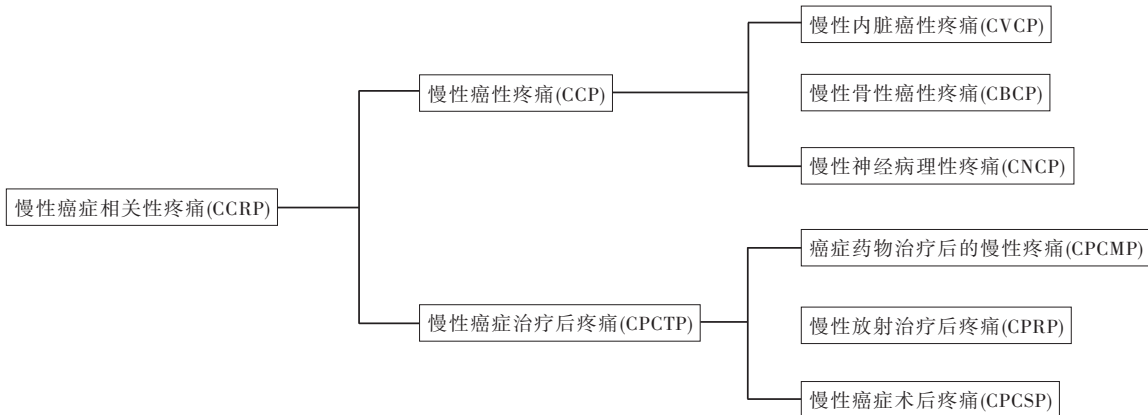 慢性内脏癌性疼痛(CVCP)
慢性癌性疼痛(CCP)
慢性骨性癌性疼痛(CBCP)
慢性神经病理性疼痛(CNCP)
慢性癌症相关性疼痛(CCRP)
癌症药物治疗后的慢性疼痛(CPCMP)
慢性癌症治疗后疼痛(CPCTP)
慢性放射治疗后疼痛(CPRP)
慢性癌症术后疼痛(CPCSP)